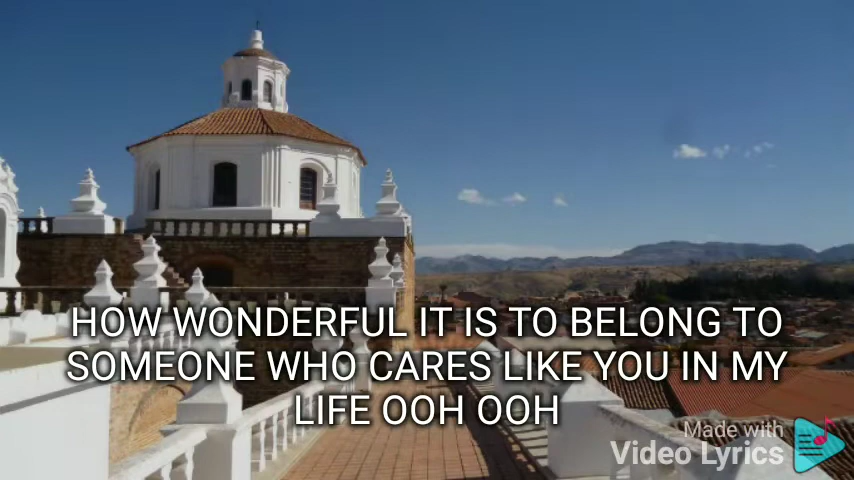 HOW WONDERFUL IT IS TO BELONG TO
SOMEONE WHO CARES LIKE YOU IN MY
LIFE OOH OOH
Made with
Video Lyrics